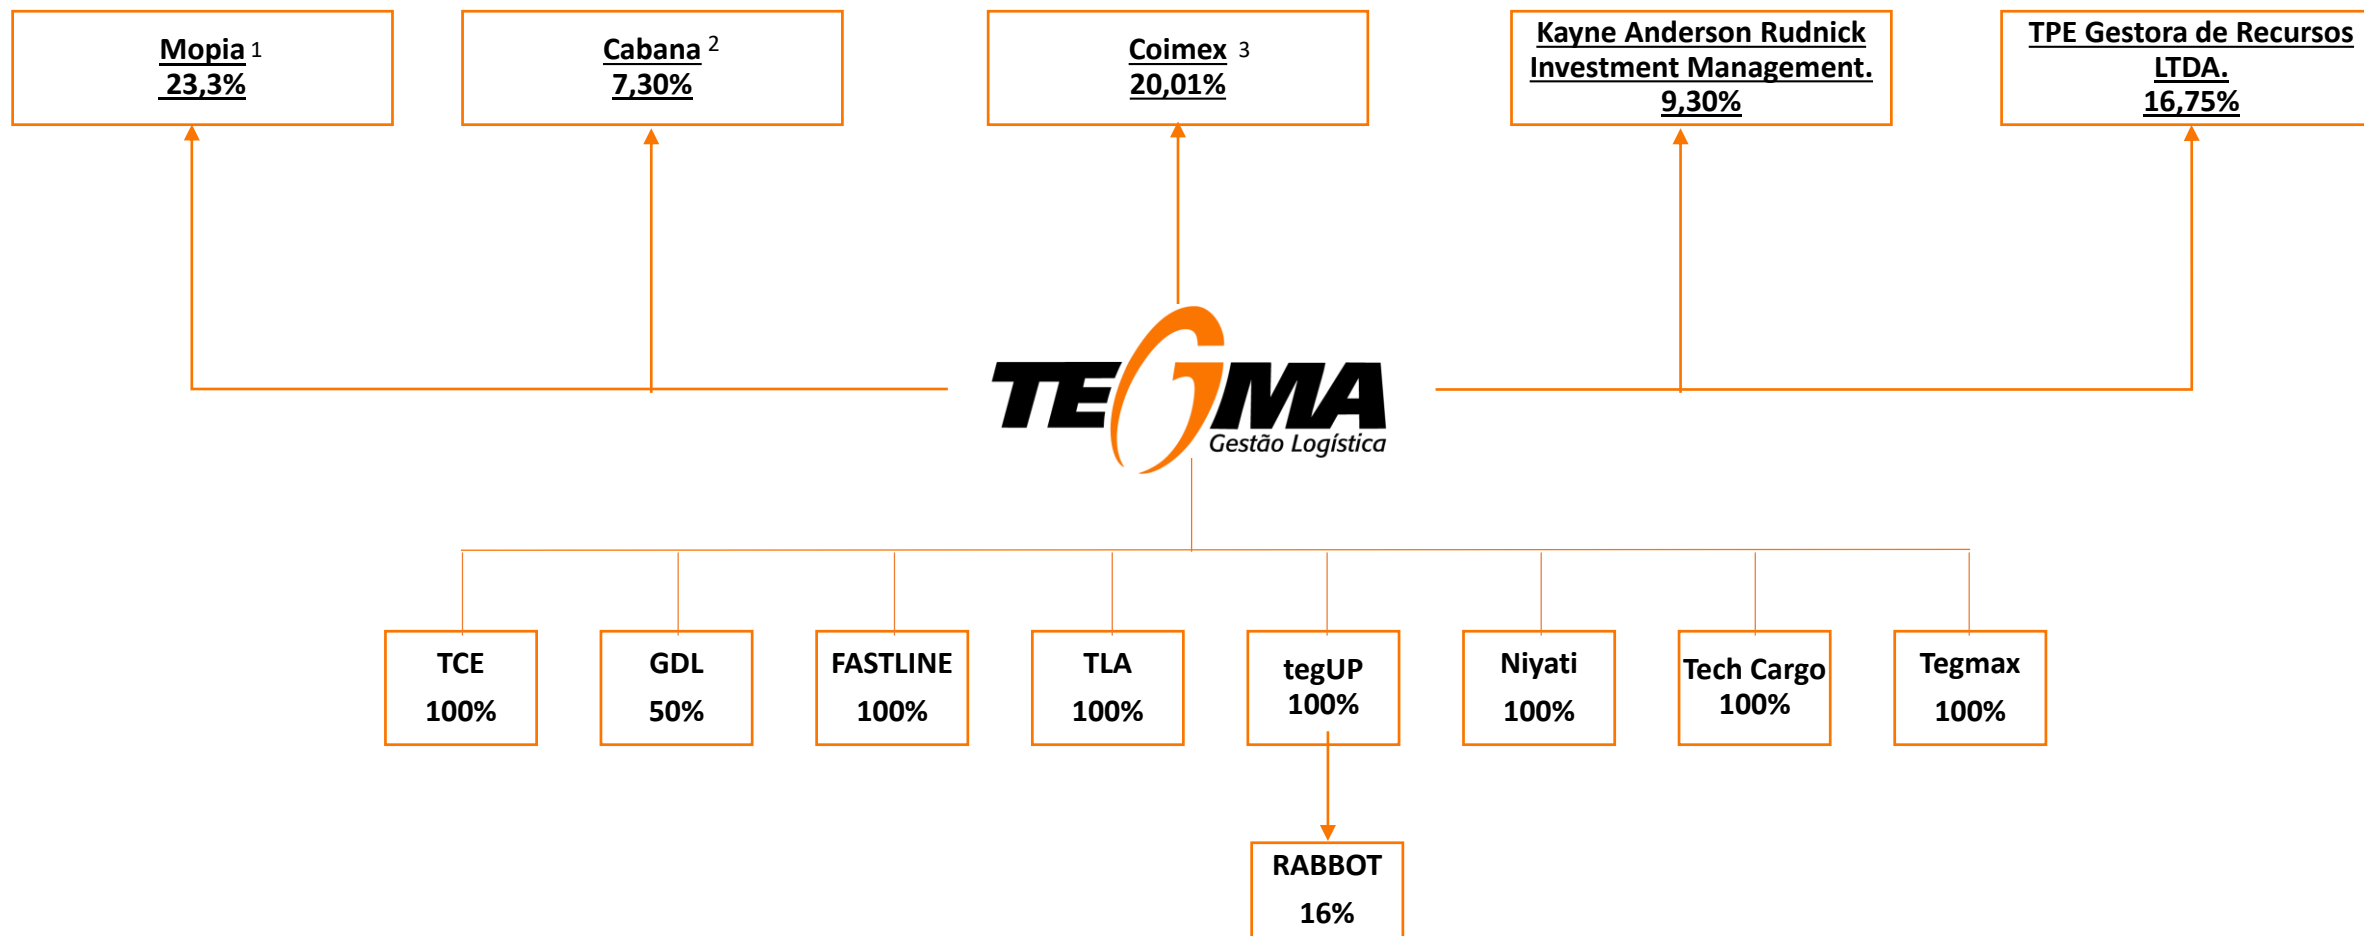 Mopia 1
23,3%
Cabana 2
7,30%
Coimex 3
20,01%
Kayne Anderson Rudnick
Investment Management.
9,30%
TPE Gestora de Recursos
LTDA.
16,75%
TEGMA
Gestão Logística
TCE
100%
GDL
50%
FASTLINE
100%
TLA
100%
tegUP
100%
Niyati
100%
Tech Cargo
100%
Tegmax
100%
RABBOT
16%